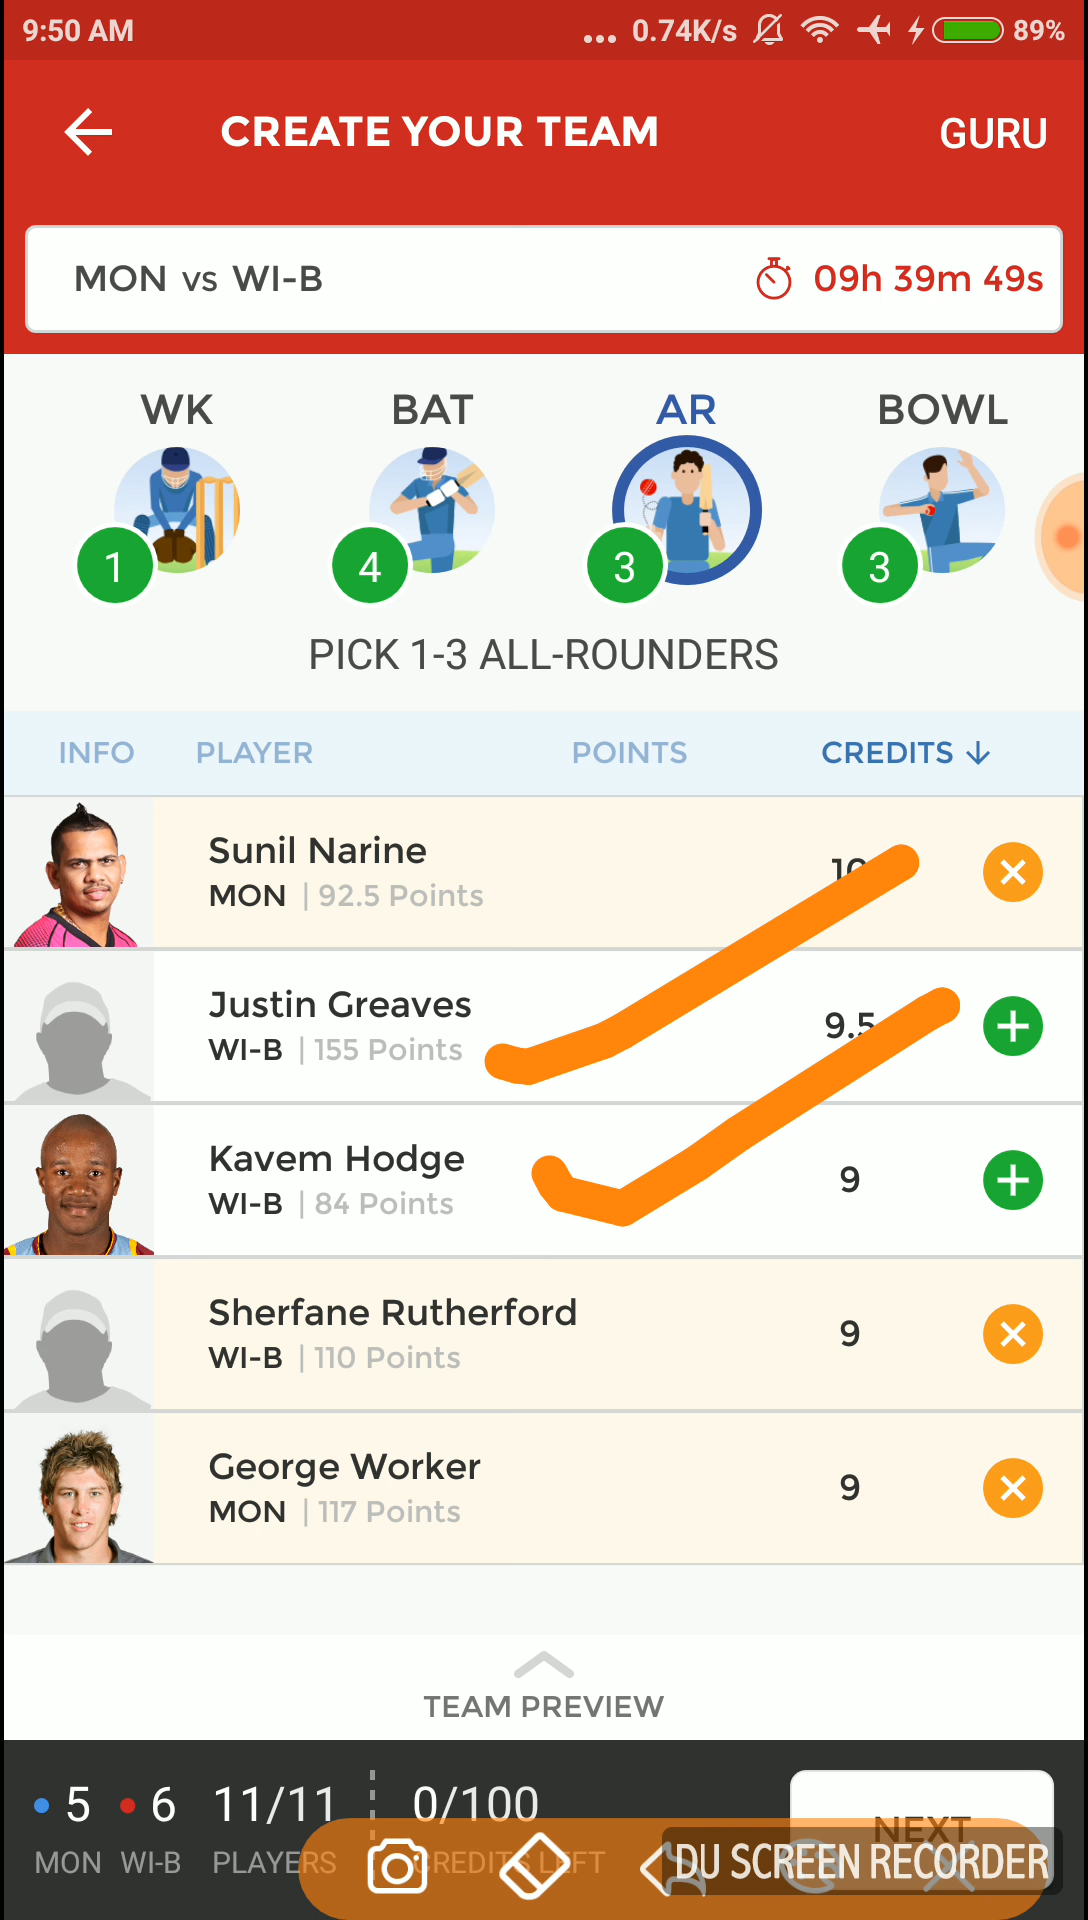 9:50 AM ... 0.74K/s 89%
CREATE YOUR TEAM GURU
MON vs WI-B 09h 39m 49s
WK BAT AR BOWL
1 4 3 3
PICK 1-3 ALL-ROUNDERS
INFO PLAYER POINTS CREDITS ↓
Sunil Narine 10
MON | 92.5 Points
Justin Greaves 9.5
WI-B | 155 Points
Kavem Hodge 9
WI-B | 84 Points
Sherfane Rutherford 9
WI-B | 110 Points
George Worker 9
MON | 117 Points
TEAM PREVIEW
5 6 11/11 0/100 NEXT
MON WI-B PLAYERS CREDITS LEFT
DU SCREEN RECORDER